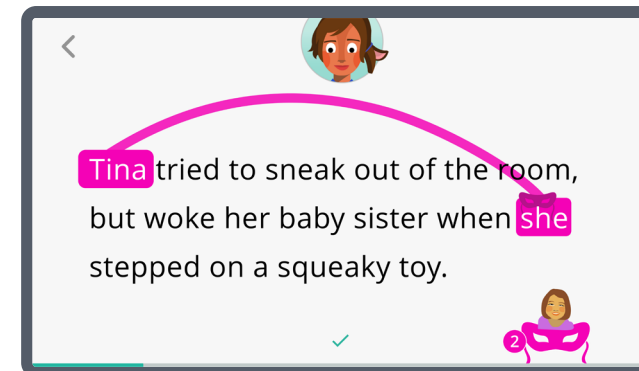 Tina tried to sneak out of the room,
but woke her baby sister when she
stepped on a squeaky toy.
2